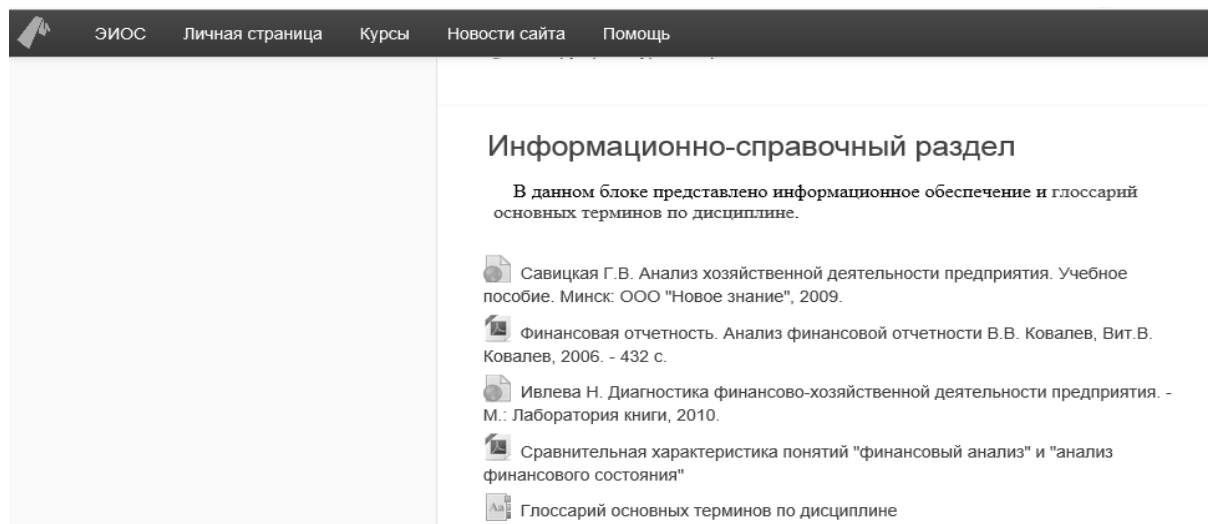 ЭИОС Личная страница Курсы Новости сайта Помощь
Информационно-справочный раздел
В данном блоке представлено информационное обеспечение и глоссарий
основных терминов по дисциплине.
Савицкая Г.В. Анализ хозяйственной деятельности предприятия. Учебное
пособие. Минск: ООО "Новое знание", 2009.
Финансовая отчетность. Анализ финансовой отчетности В.В. Ковалев, Вит.В.
Ковалев, 2006. - 432 с.
Ивлева Н. Диагностика финансово-хозяйственной деятельности предприятия. -
М.: Лаборатория книги, 2010.
Сравнительная характеристика понятий "финансовый анализ" и "анализ
финансового состояния"
Aa
Глоссарий основных терминов по дисциплине